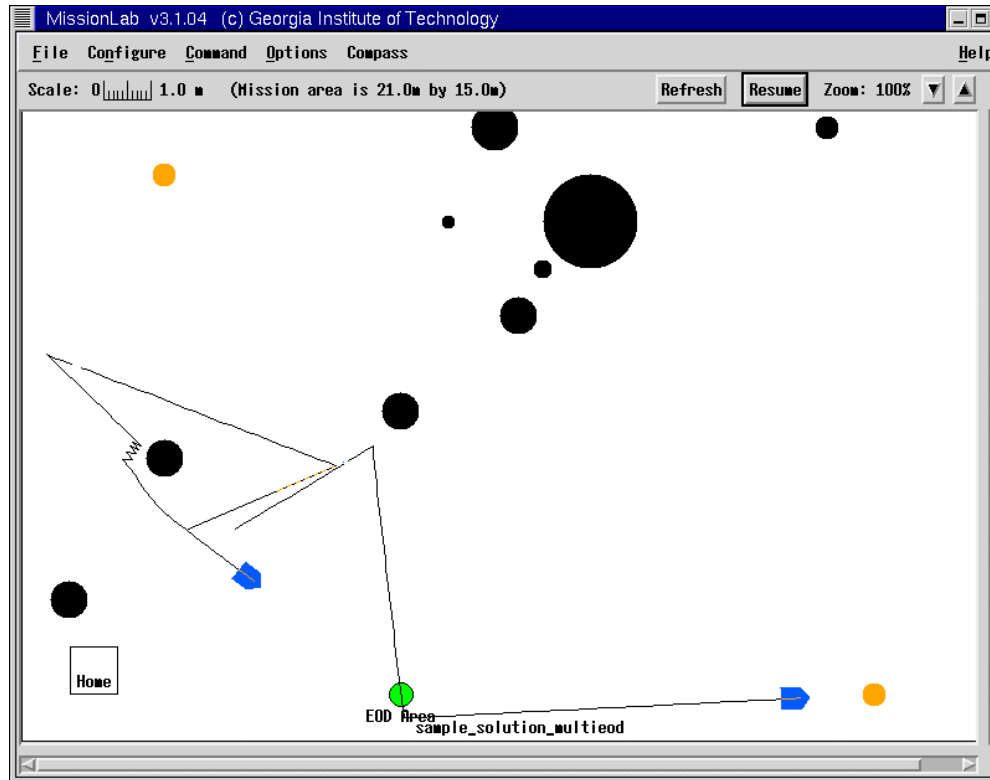 MissionLab v3.1.04 (c) Georgia Institute of Technology
File Configure Command Options Compass Help
Scale: 0 1.0 m (Mission area is 21.0m by 15.0m) Refresh Resume Zoom: 100%
Home
EOD Area
sample_solution_multieod